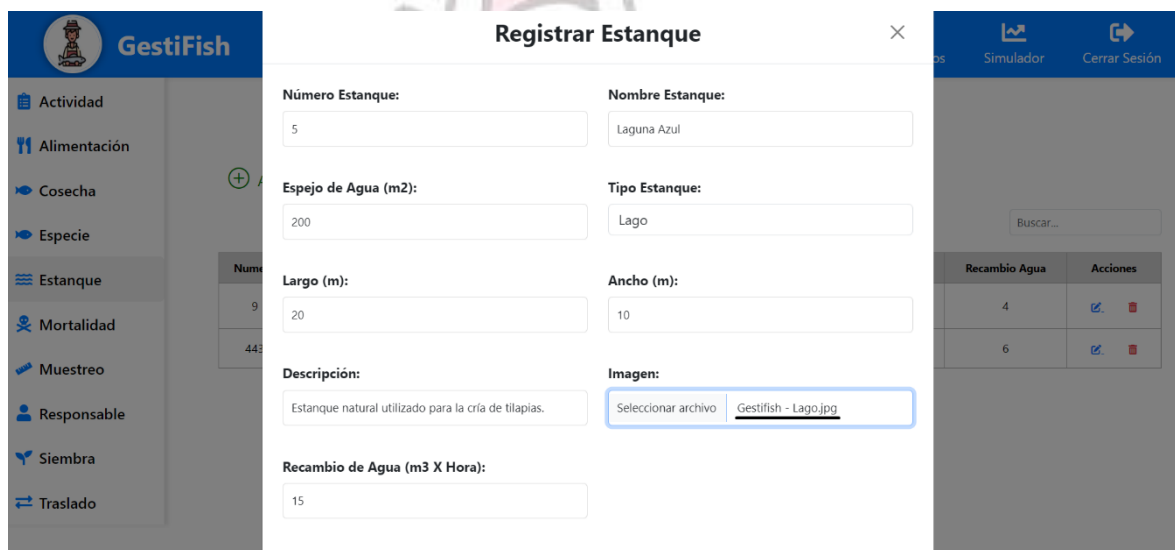 GestiFish
Simulador
Cerrar Sesión
Actividad
Alimentación
Cosecha
Especie
Estanque
Mortalidad
Muestreo
Responsable
Siembra
Traslado
Registrar Estanque
Número Estanque:
5
Nombre Estanque:
Laguna Azul
Espejo de Agua (m2):
200
Tipo Estanque:
Lago
Largo (m):
20
Ancho (m):
10
Descripción:
Estanque natural utilizado para la cría de tilapias.
Imagen:
Seleccionar archivo Gestifish - Lago.jpg
Recambio de Agua (m3 X Hora):
15
Buscar...
Recambio Agua Acciones
9 4
443 6